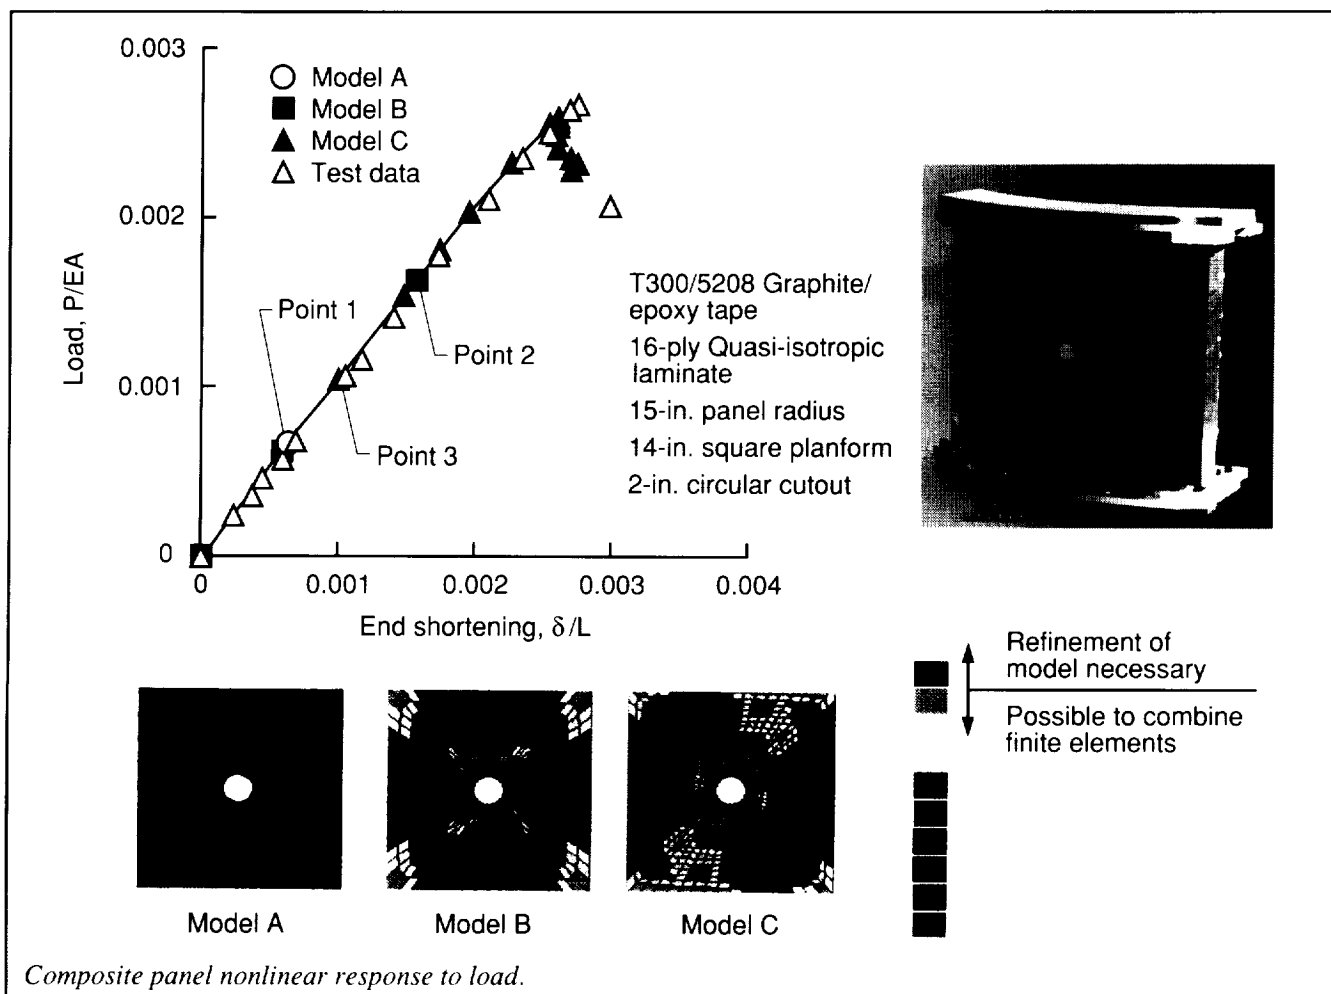 0.003
Model A
Model B
Model C
Test data
0.002
Load, P/EA
Point 1
Point 2
0.001
Point 3
0
0
0.001
0.002
0.003
0.004
End shortening, δ/L
T300/5208 Graphite/
epoxy tape
16-ply Quasi-isotropic
laminate
15-in. panel radius
14-in. square planform
2-in. circular cutout
Refinement of
model necessary
Possible to combine
finite elements
Model A
Model B
Model C
Composite panel nonlinear response to load.